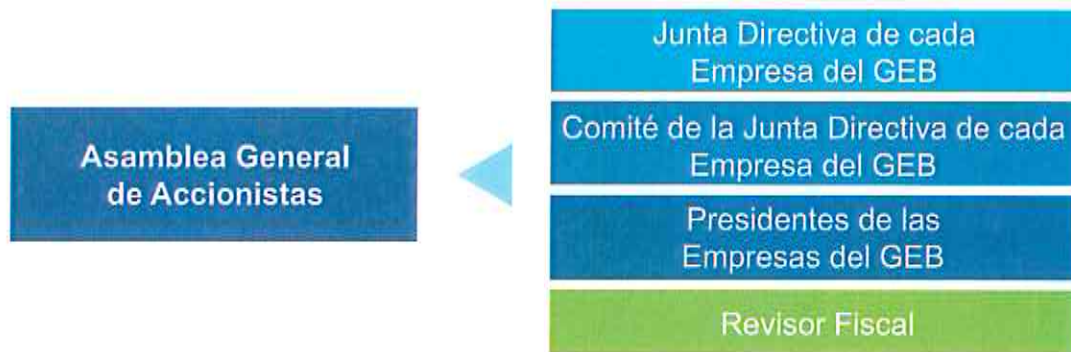 Asamblea General
de Accionistas
Junta Directiva de cada
Empresa del GEB
Comité de la Junta Directiva de cada
Empresa del GEB
Presidentes de las
Empresas del GEB
Revisor Fiscal